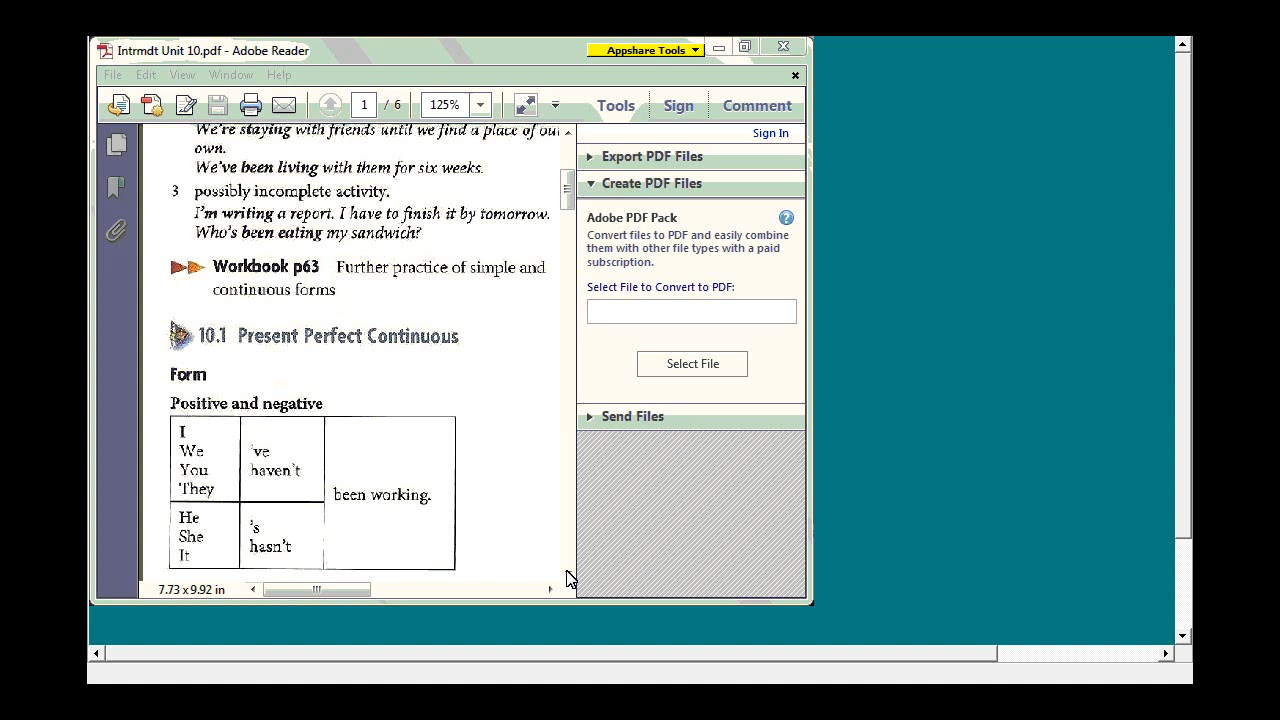 Intrmdt Unit 10.pdf - Adobe Reader
Appshare Tools
File Edit View Window Help
1 / 6 125% Tools Sign Comment
Sign In
We're staying with friends until we find a place of our
own.
We've been living with them for six weeks.
3 possibly incomplete activity.
I'm writing a report. I have to finish it by tomorrow.
Who's been eating my sandwich?
Workbook p63 Further practice of simple and
continuous forms
10.1 Present Perfect Continuous
Form
Positive and negative
I
We
You
They
've
haven't
been working.
He
She
It
's
hasn't
7.73 x 9.92 in
Export PDF Files
Create PDF Files
Adobe PDF Pack
Convert files to PDF and easily combine
them with other file types with a paid
subscription.
Select File to Convert to PDF:
Select File
Send Files